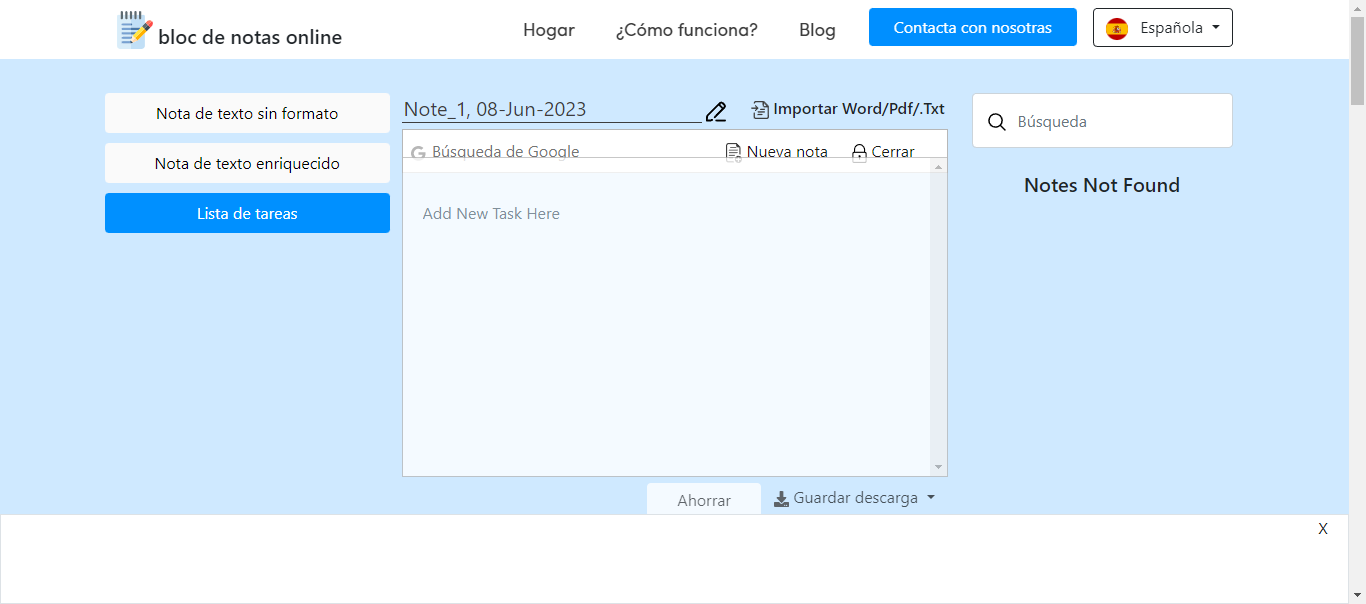 bloc de notas online
Hogar
¿Cómo funciona?
Blog
Contacta con nosotras
Española
Nota de texto sin formato
Nota de texto enriquecido
Lista de tareas
Note_1, 08-Jun-2023
Importar Word/Pdf/.Txt
Búsqueda de Google
Nueva nota
Cerrar
Add New Task Here
Ahorrar
Guardar descarga
Búsqueda
Notes Not Found
X